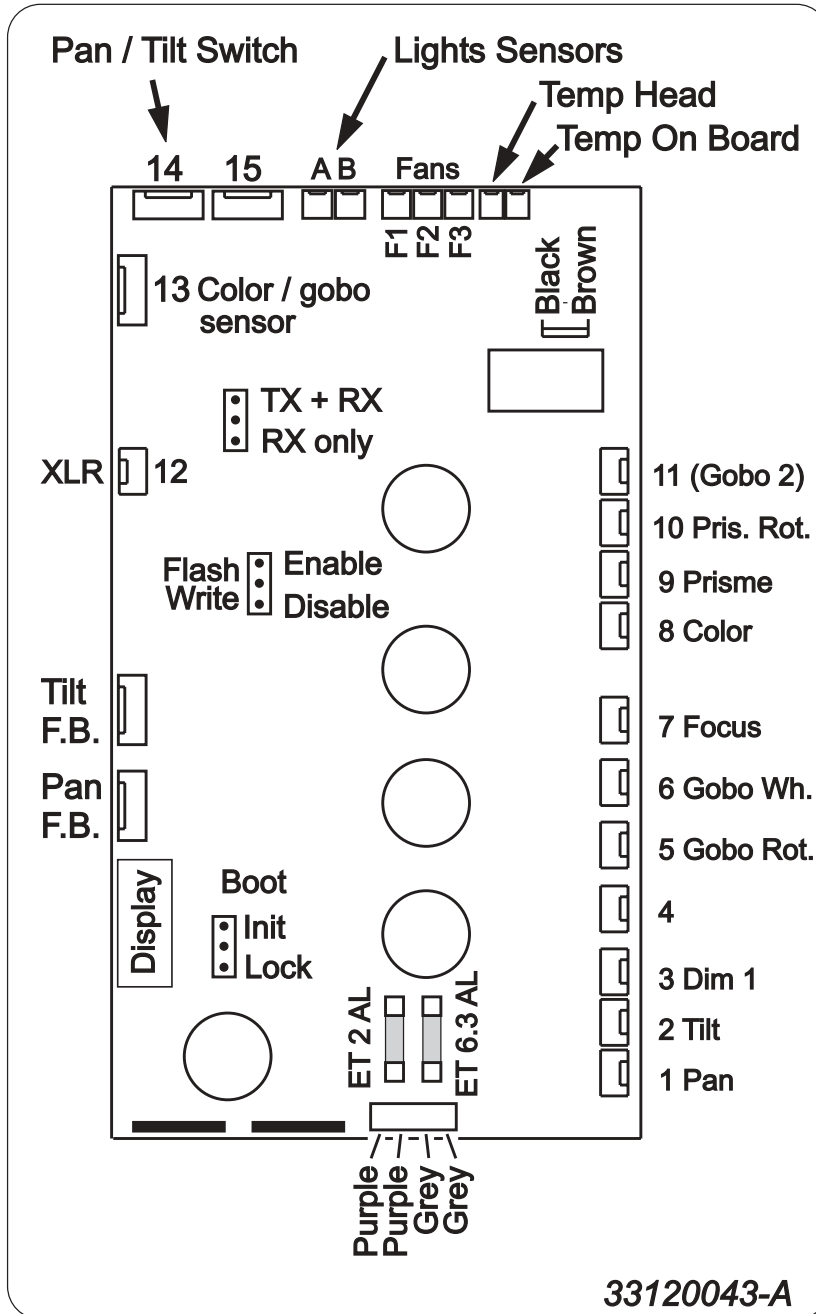 Pan / Tilt Switch
Lights Sensors
Temp Head
Temp On Board
14
15
A B
Fans
F1
F2
F3
Black
Brown
13 Color / gobo
sensor
TX + RX
RX only
XLR
12
11 (Gobo 2)
10 Pris. Rot.
9 Prisme
8 Color
Flash
Write
Enable
Disable
Tilt
F.B.
7 Focus
Pan
F.B.
6 Gobo Wh.
5 Gobo Rot.
Display
Boot
Init
Lock
4
3 Dim 1
2 Tilt
1 Pan
ET 2 AL
ET 6.3 AL
Purple
Purple
Grey
Grey
33120043-A